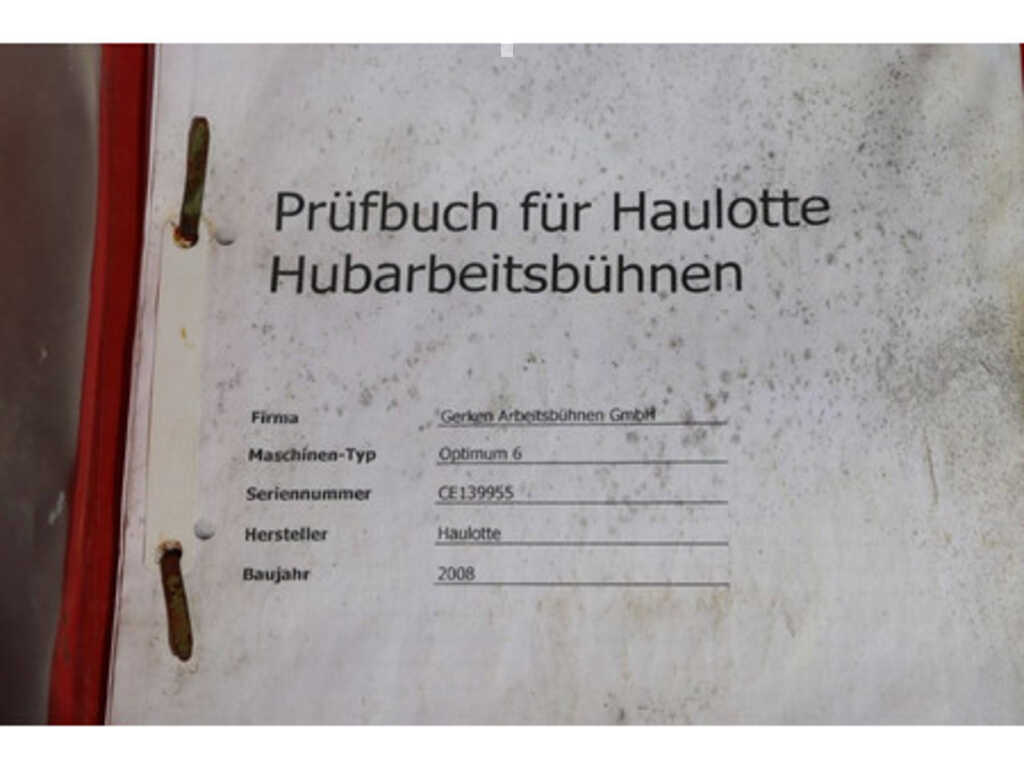 Prüfbuch für Haulotte
Hubarbeitsbühnen
Firma Gerken Arbeitsbühnen GmbH
Maschinen-Typ Optimum 6
Seriennummer CE139955
Hersteller Haulotte
Baujahr 2008